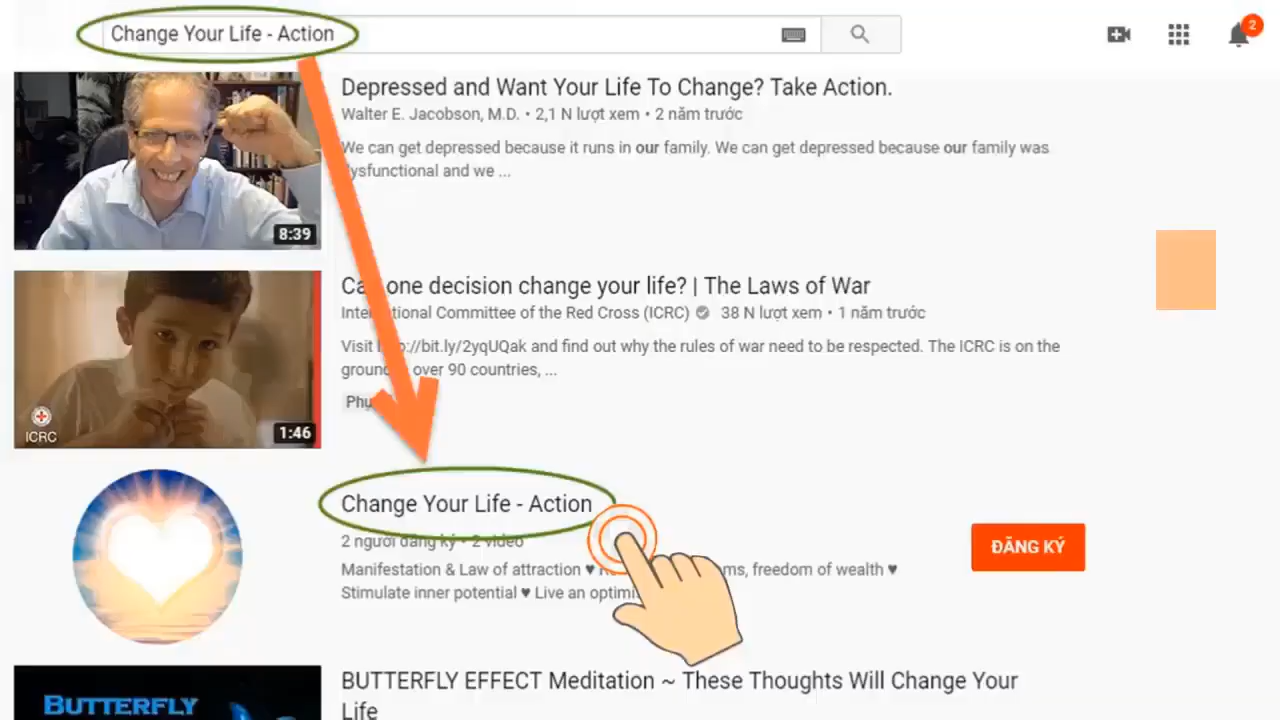 Change Your Life - Action
2
Depressed and Want Your Life To Change? Take Action.
Walter E. Jacobson, M.D. • 2,1 N lượt xem • 2 năm trước
We can get depressed because it runs in our family. We can get depressed because our family was
dysfunctional and we ...
8:39
one decision change your life? | The Laws of War
Committee of the Red Cross (ICRC) 38 N lượt xem • 1 năm trước
Visit ://bit.ly/2yqUQak and find out why the rules of war need to be respected. The ICRC is on the
over 90 countries, ...
ICRC
1:46
Change Your Life - Action
2 người đăng ký • 2 video
ĐĂNG KÝ
Manifestation & Law of attraction ♥ freedom of wealth ♥
Stimulate inner potential ♥ Live an
BUTTERFLY EFFECT Meditation ~ These Thoughts Will Change Your
Life
BUTTERFLY